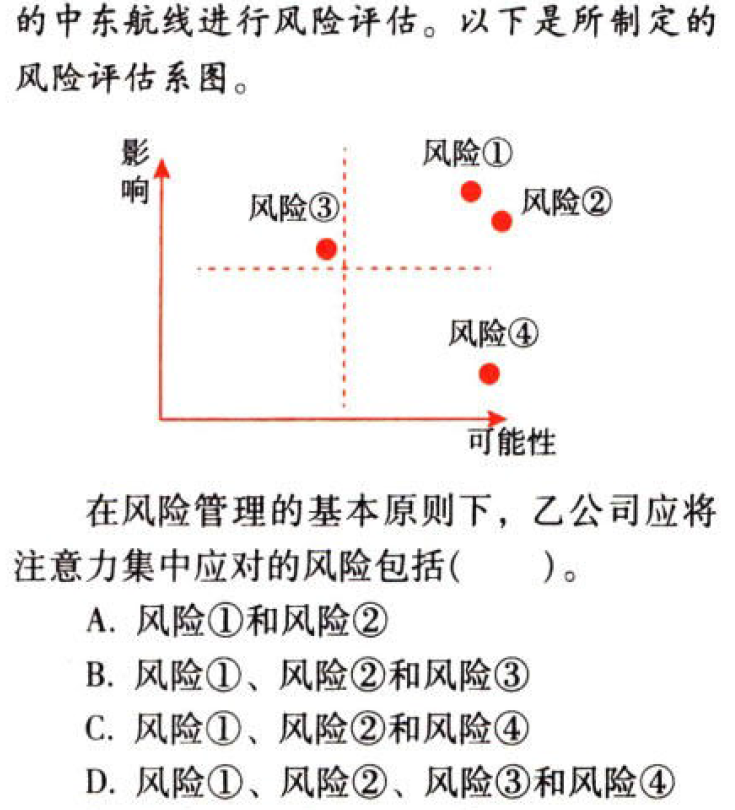 的中东航线进行风险评估。以下是所制定的
风险评估系图。
影响
风险①
风险③
风险②
风险④
可能性
在风险管理的基本原则下，乙公司应将
注意力集中应对的风险包括(　　)。
A. 风险①和风险②
B. 风险①、风险②和风险③
C. 风险①、风险②和风险④
D. 风险①、风险②、风险③和风险④